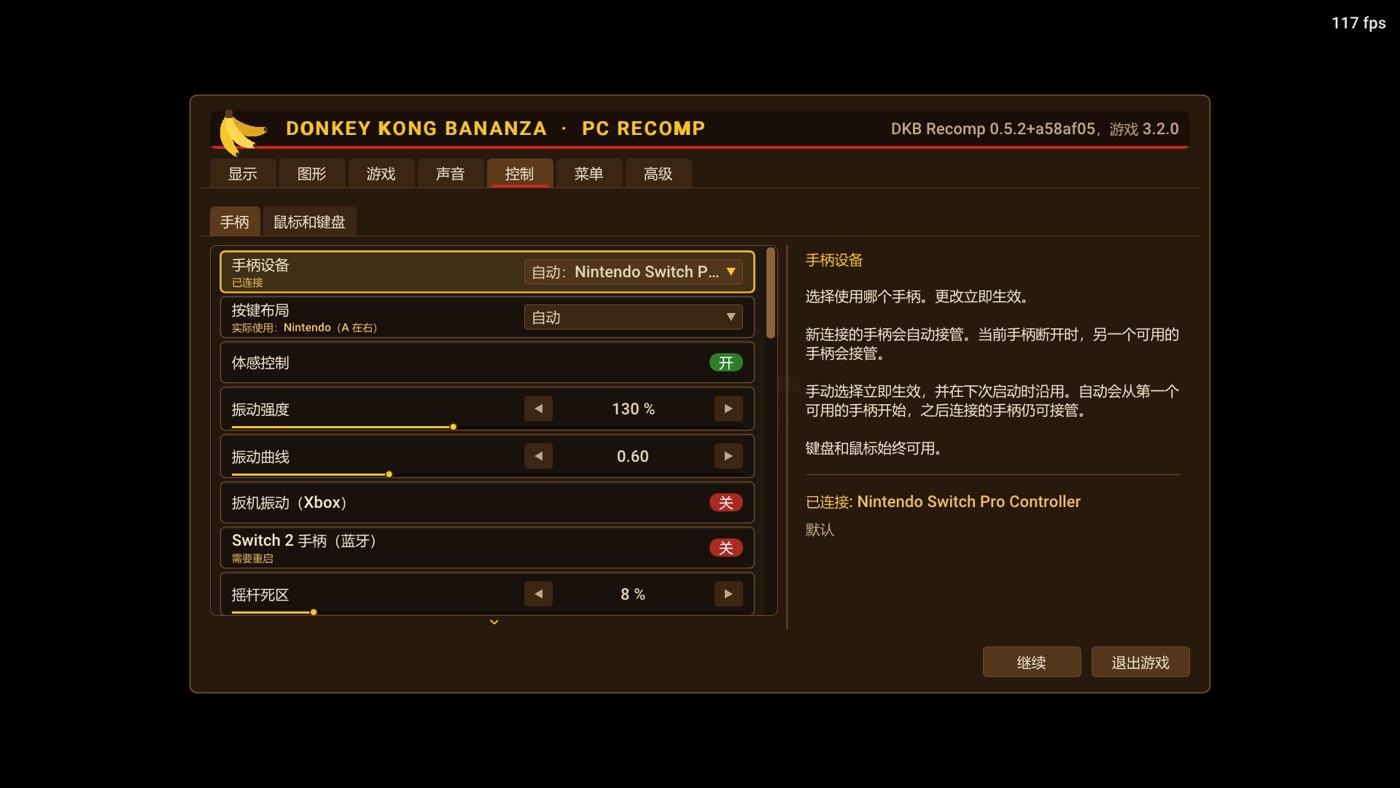 117 fps
DONKEY KONG BANANZA · PC RECOMP
DKB Recomp 0.5.2+a58af05，游戏 3.2.0
显示
图形
游戏
声音
控制
菜单
高级
手柄
鼠标和键盘
手柄设备
已连接
自动：Nintendo Switch P...
按键布局
实际使用：Nintendo（A 在右）
自动
体感控制
开
振动强度
130 %
振动曲线
0.60
扳机振动（Xbox）
关
Switch 2 手柄（蓝牙）
需要重启
关
摇杆死区
8 %
手柄设备
选择使用哪个手柄。更改立即生效。
新连接的手柄会自动接管。当前手柄断开时，另一个可用的
手柄会接管。
手动选择立即生效，并在下次启动时沿用。自动会从第一个
可用的手柄开始，之后连接的手柄仍可接管。
键盘和鼠标始终可用。
已连接: Nintendo Switch Pro Controller
默认
继续
退出游戏